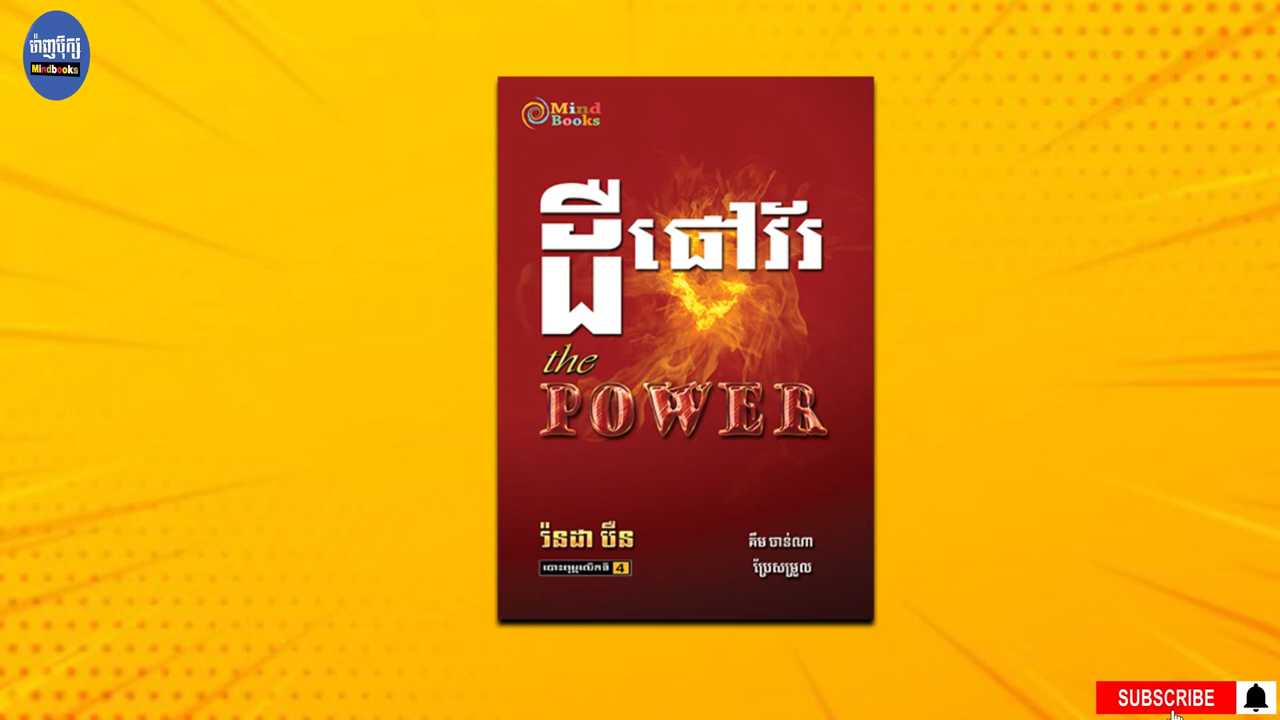 ម៉ាញប៊ុក្ស
Mindbooks
Mind
Books
ឌឹ ផៅវ័រ
the
POWER
រ៉នដា ប៊ឺន
បោះពុម្ពលើកទី 4
គឹម ចាន់ណា
ប្រែសម្រួល
SUBSCRIBE